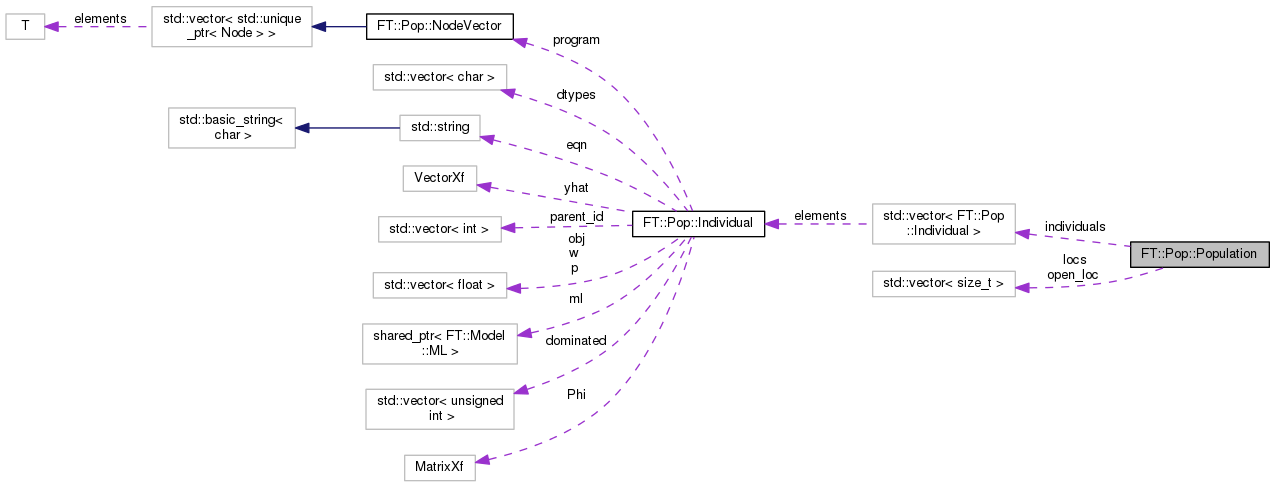 T
elements
std::vector< std::unique
_ptr< Node > >
FT::Pop::NodeVector
program
std::vector< char >
dtypes
std::basic_string<
char >
std::string
eqn
VectorXf
yhat
std::vector< int >
parent_id
obj
w
p
std::vector< float >
ml
shared_ptr< FT::Model
::ML >
dominated
std::vector< unsigned
int >
Phi
MatrixXf
FT::Pop::Individual
elements
std::vector< FT::Pop
::Individual >
individuals
locs
open_loc
std::vector< size_t >
FT::Pop::Population